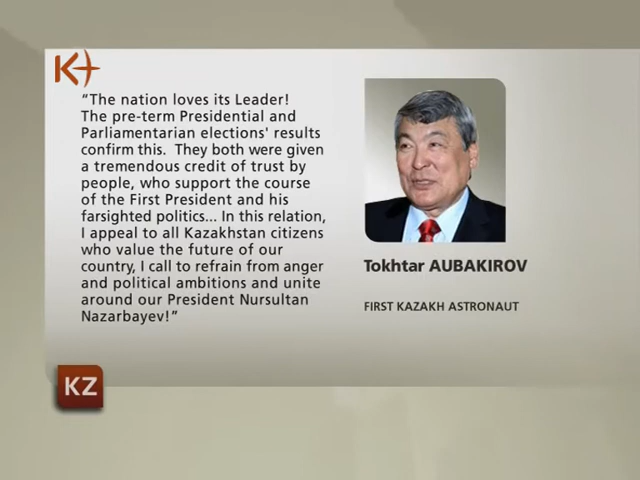 K+
“The nation loves its Leader!
The pre-term Presidential and
Parliamentarian elections' results
confirm this.  They both were given
a tremendous credit of trust by
people, who support the course
of the First President and his
farsighted politics... In this relation,
I appeal to all Kazakhstan citizens
who value the future of our
country, I call to refrain from anger
and political ambitions and unite
around our President Nursultan
Nazarbayev!”
Tokhtar AUBAKIROV
FIRST KAZAKH ASTRONAUT
KZ